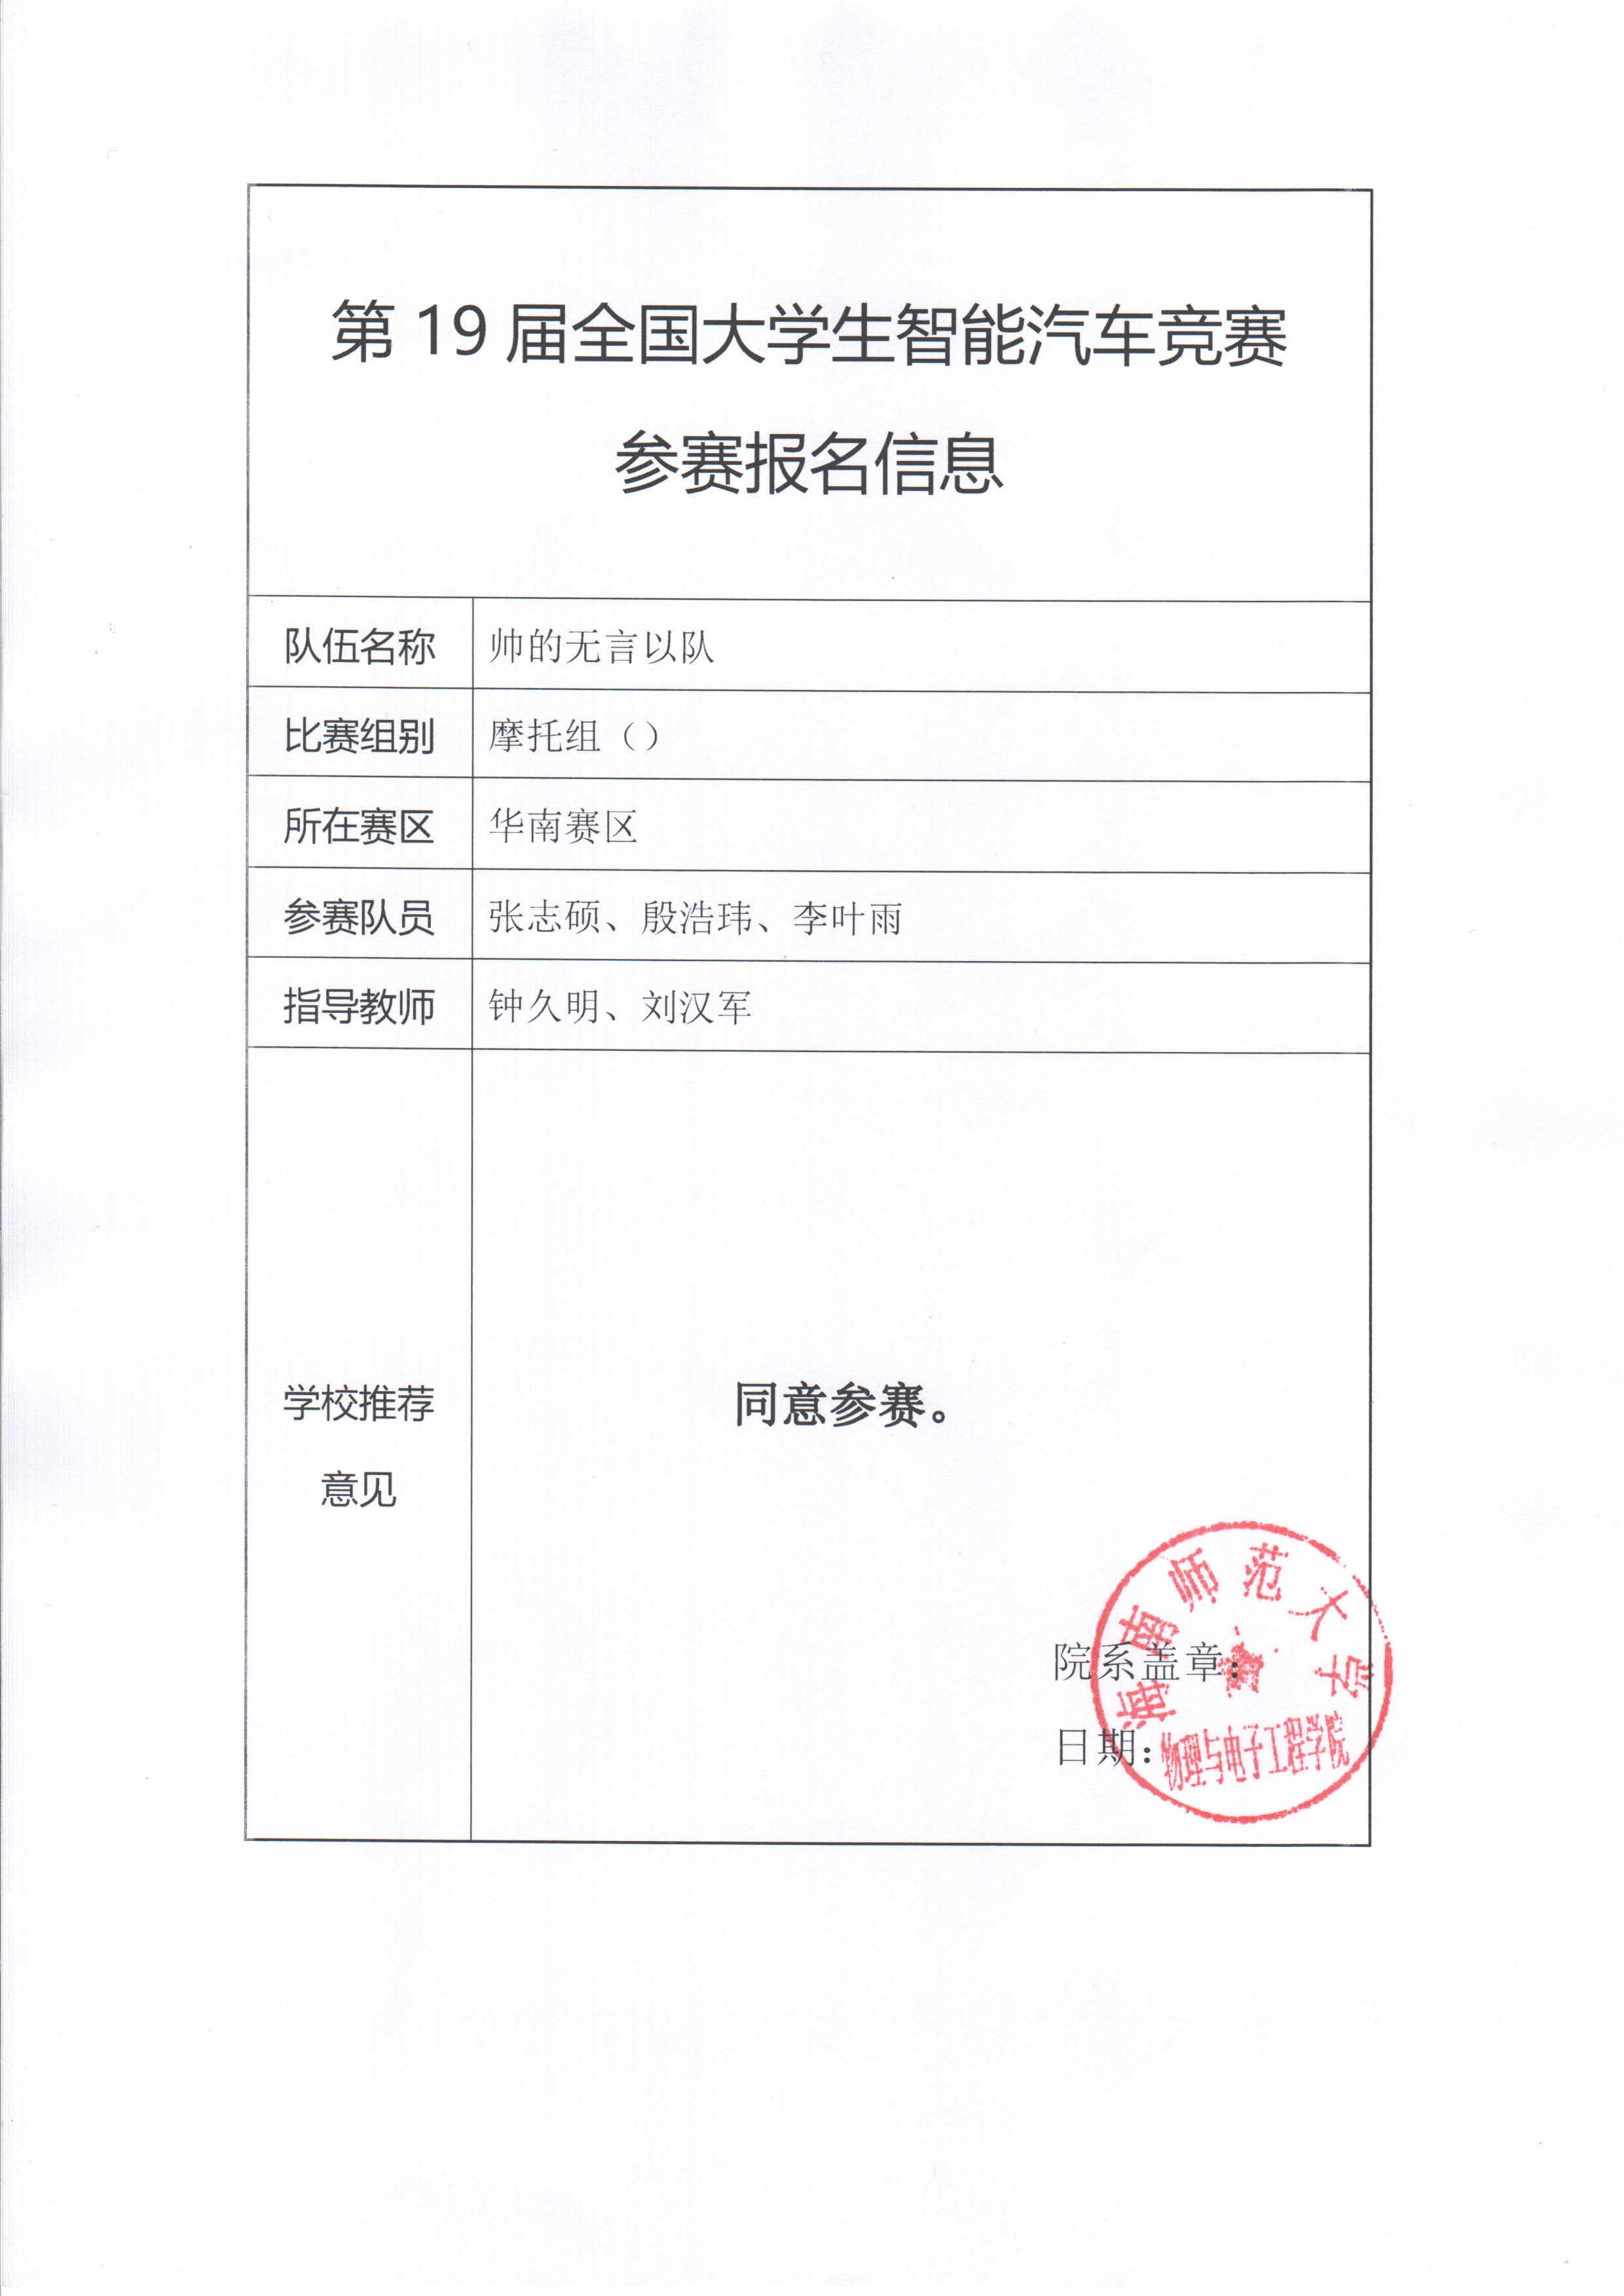 第 19 届全国大学生智能汽车竞赛
参赛报名信息
队伍名称 帅的无言以队
比赛组别 摩托组（）
所在赛区 华南赛区
参赛队员 张志硕、殷浩玮、李叶雨
指导教师 钟久明、刘汉军
学校推荐
意见
同意参赛。
院系盖章：
日期：
海南师范大学
物理与电子工程学院